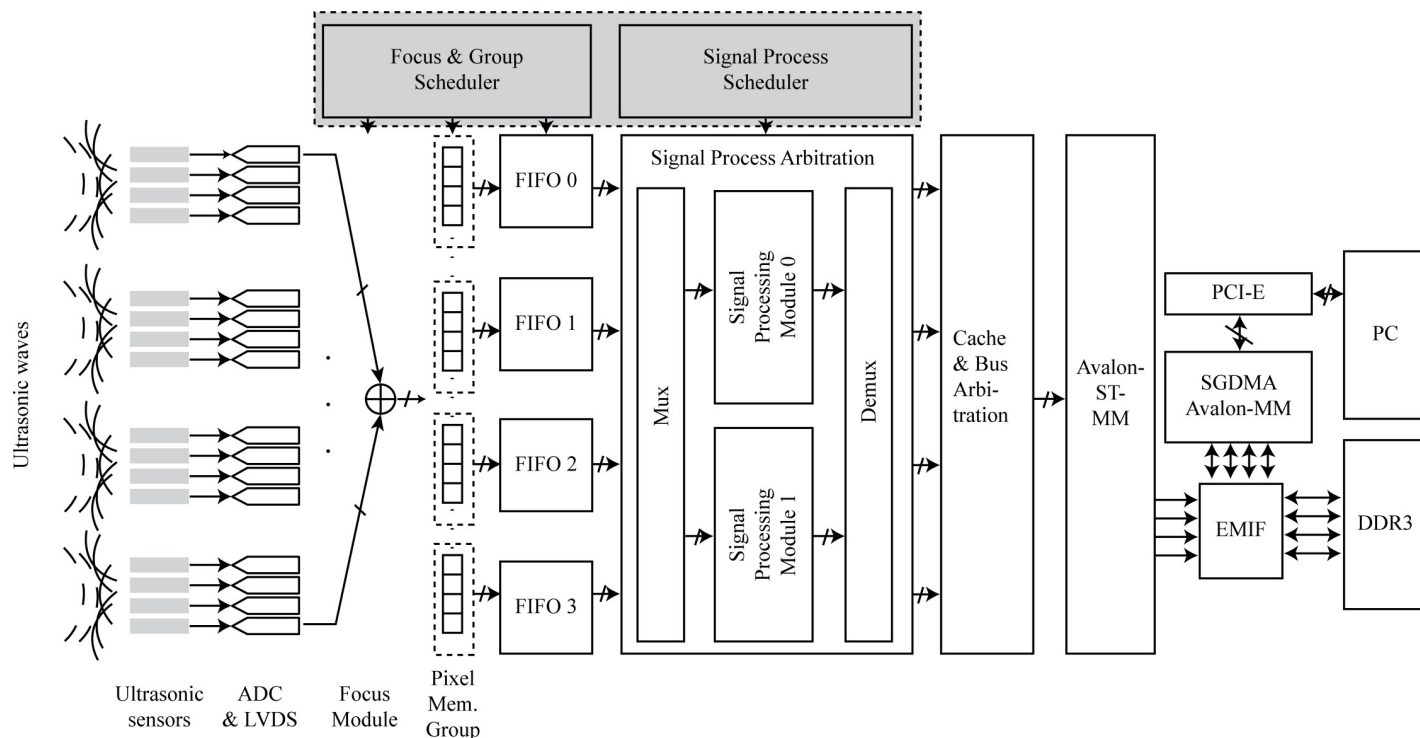 Focus & Group
Scheduler
Signal Process
Scheduler
Ultrasonic waves
FIFO 0
FIFO 1
FIFO 2
FIFO 3
Signal Process Arbitration
Mux
Signal
Processing
Module 0
Signal
Processing
Module 1
Demux
Cache
& Bus
Arbi-
tration
Avalon-
ST-
MM
PCI-E
SGDMA
Avalon-MM
EMIF
PC
DDR3
Ultrasonic
sensors
ADC
& LVDS
Focus
Module
Pixel
Mem.
Group